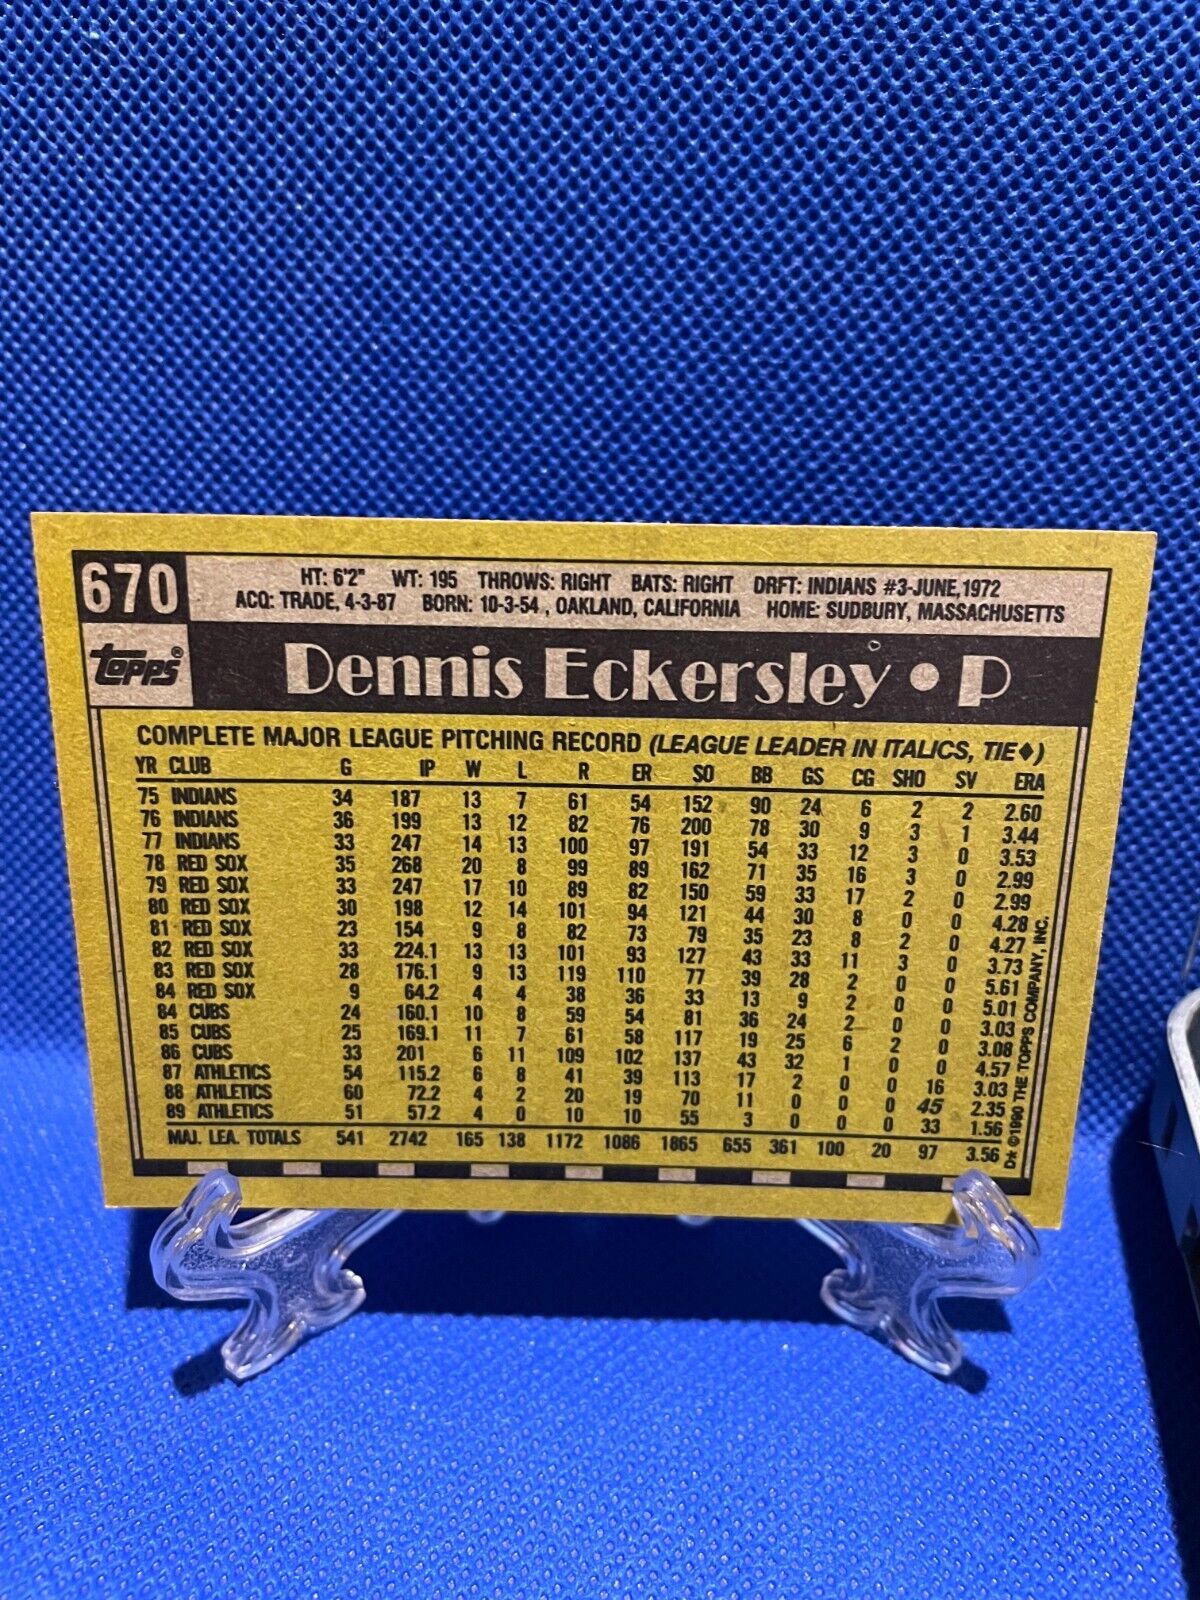 670
HT: 6'2" WT: 195 THROWS: RIGHT BATS: RIGHT DRFT: INDIANS #3-JUNE,1972
ACQ: TRADE, 4-3-87 BORN: 10-3-54, OAKLAND, CALIFORNIA HOME: SUDBURY, MASSACHUSETTS
topps®
Dennis Eckersley • P
COMPLETE MAJOR LEAGUE PITCHING RECORD (LEAGUE LEADER IN ITALICS, TIE♦)
YR CLUB G IP W L R ER SO BB GS CG SHO SV ERA
75 INDIANS 34 187 13 7 61 54 152 90 24 6 2 2 2.60
76 INDIANS 36 199 13 12 82 76 200 78 30 9 3 1 3.44
77 INDIANS 33 247 14 13 100 97 191 54 33 12 3 0 3.53
78 RED SOX 35 268 20 8 99 89 162 71 35 16 3 0 2.99
79 RED SOX 33 247 17 10 89 82 150 59 33 17 2 0 2.99
80 RED SOX 30 198 12 14 101 94 121 44 30 8 0 0 4.28
81 RED SOX 23 154 9 8 82 73 79 35 23 8 2 0 4.27
82 RED SOX 33 224.1 13 13 101 93 127 43 33 11 3 0 3.73
83 RED SOX 28 176.1 9 13 119 110 77 39 28 2 0 0 5.61
84 RED SOX 9 64.2 4 4 38 36 33 13 9 2 0 0 5.01
84 CUBS 24 160.1 10 8 59 54 81 36 24 2 0 0 3.03
85 CUBS 25 169.1 11 7 61 58 117 19 25 6 2 0 3.08
86 CUBS 33 201 6 11 109 102 137 43 32 1 0 0 4.57
87 ATHLETICS 54 115.2 6 8 41 39 113 17 2 0 0 16 3.03
88 ATHLETICS 60 72.2 4 2 20 19 70 11 0 0 0 45 2.35
89 ATHLETICS 51 57.2 4 0 10 10 55 3 0 0 0 33 1.56
MAJ. LEA. TOTALS 541 2742 165 138 1172 1086 1865 655 361 100 20 97 3.56
D* ©1990 THE TOPPS COMPANY, INC.